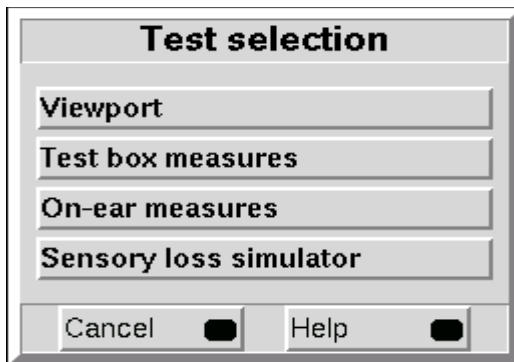 Test selection
Viewport
Test box measures
On-ear measures
Sensory loss simulator
Cancel Help